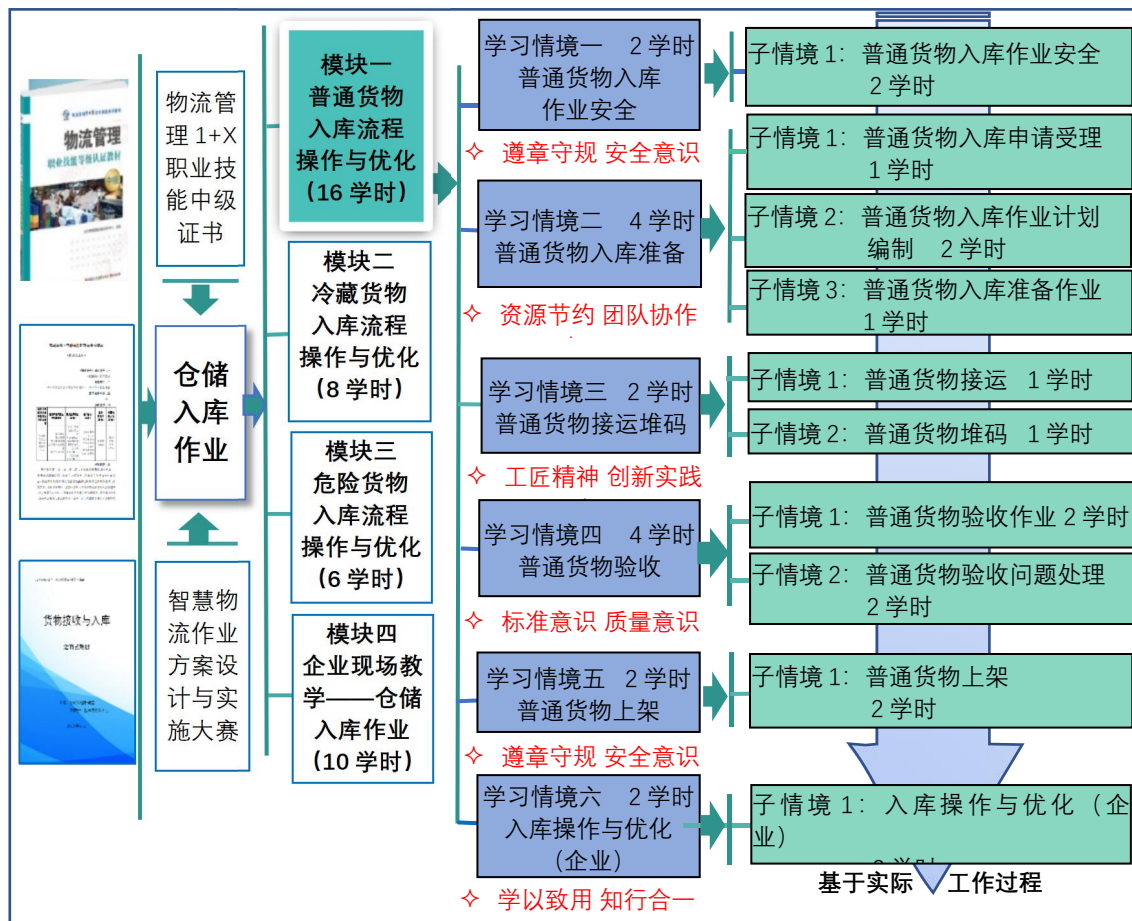 物流管理
职业技能等级认证教材
货物接收与入库
物流管
理 1+X
职业技
能中级
证书
仓储
入库
作业
智慧物
流作业
方案设
计与实
施大赛
模块一
普通货物
入库流程
操作与优化
(16 学时)
模块二
冷藏货物
入库流程
操作与优化
(8 学时)
模块三
危险货物
入库流程
操作与优化
(6 学时)
模块四
企业现场教
学——仓储
入库作业
(10 学时)
学习情境一 2 学时
普通货物入库
作业安全
✧ 遵章守规 安全意识
学习情境二 4 学时
普通货物入库准备
✧ 资源节约 团队协作
学习情境三 2 学时
普通货物接运堆码
✧ 工匠精神 创新实践
学习情境四 4 学时
普通货物验收
✧ 标准意识 质量意识
学习情境五 2 学时
普通货物上架
✧ 遵章守规 安全意识
学习情境六 2 学时
入库操作与优化
(企业)
✧ 学以致用 知行合一
子情境 1：普通货物入库作业安全
2 学时
子情境 1：普通货物入库申请受理
1 学时
子情境 2：普通货物入库作业计划
编制 2 学时
子情境 3：普通货物入库准备作业
1 学时
子情境 1：普通货物接运 1 学时
子情境 2：普通货物堆码 1 学时
子情境 1：普通货物验收作业 2 学时
子情境 2：普通货物验收问题处理
2 学时
子情境 1：普通货物上架
2 学时
子情境 1：入库操作与优化（企
业）
学时
基于实际 工作过程